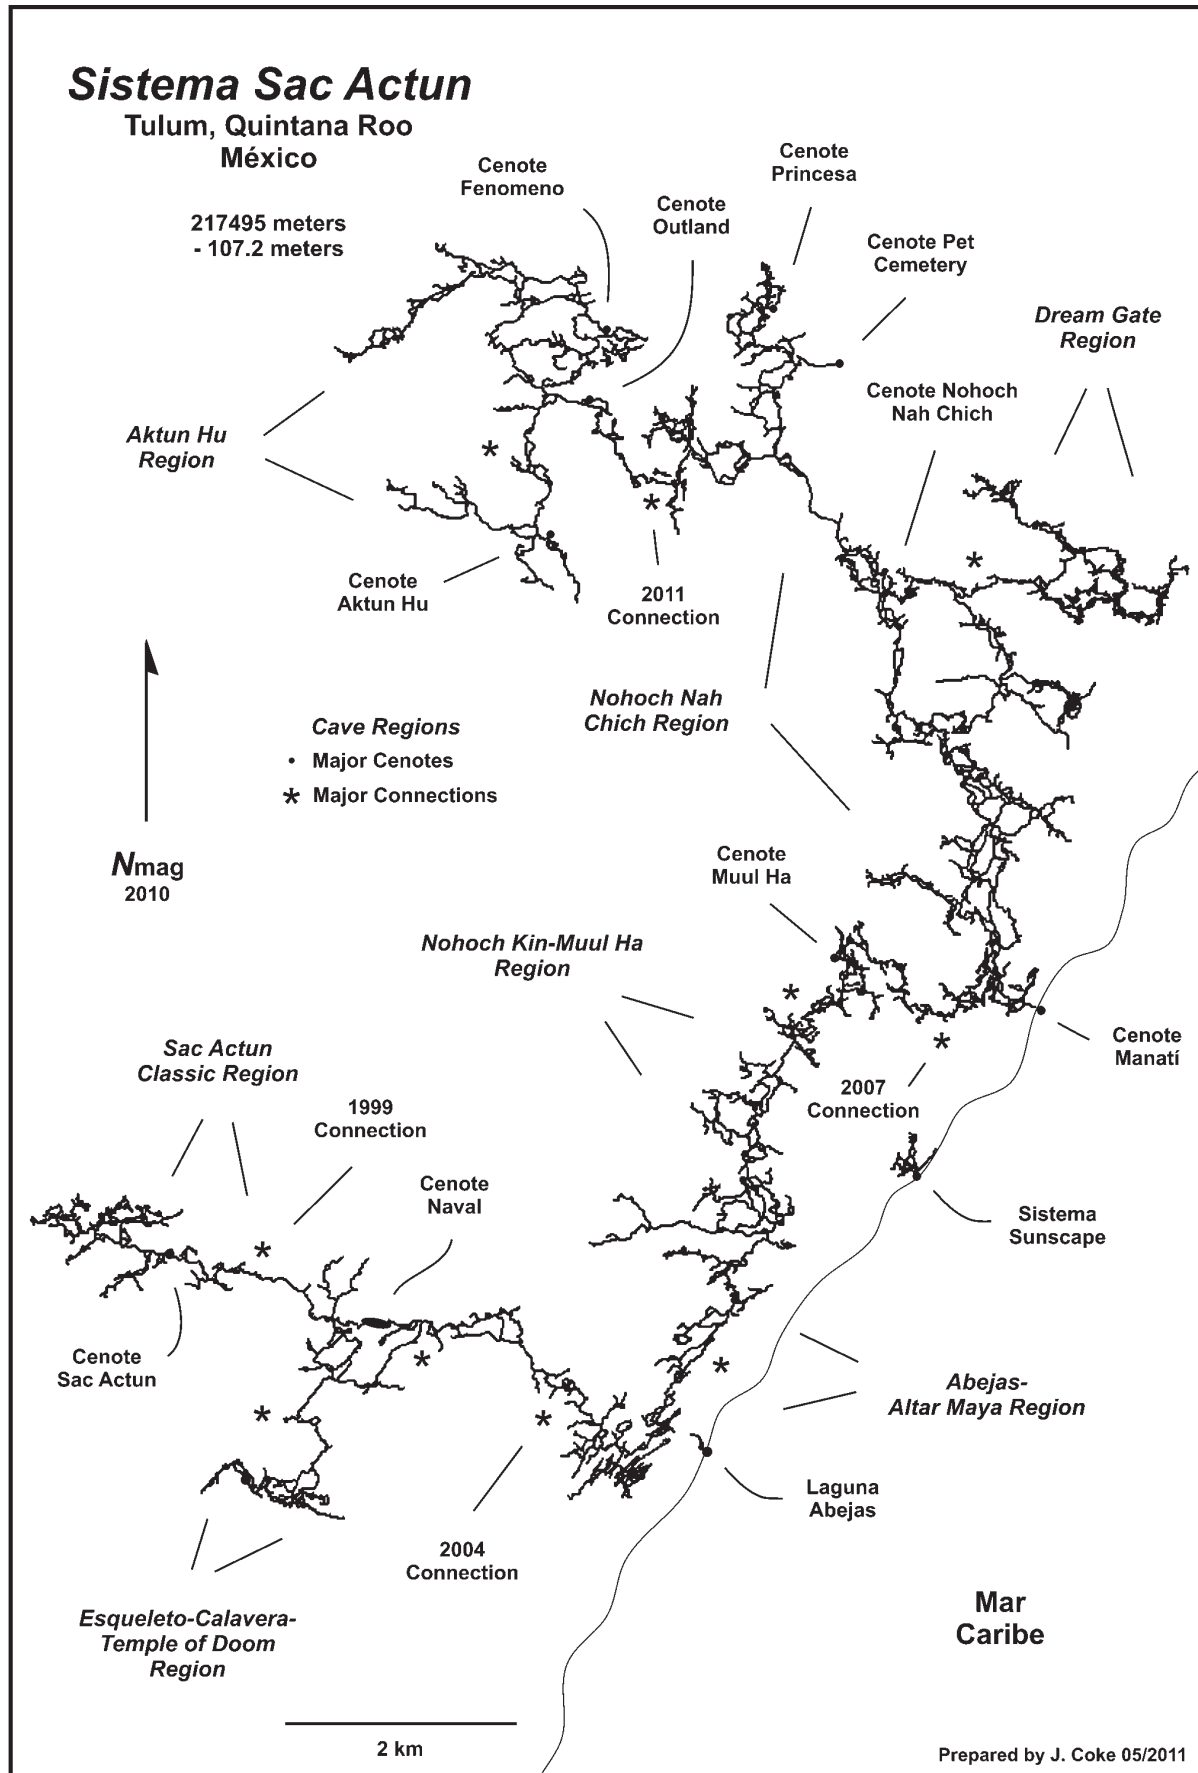 Sistema Sac Actun
Tulum, Quintana Roo
México
217495 meters
- 107.2 meters
Cenote
Fenomeno
Cenote
Outland
Cenote
Princesa
Cenote Pet
Cemetery
Dream Gate
Region
Cenote Nohoch
Nah Chich
Aktun Hu
Region
*
*
*
Cenote
Aktun Hu
2011
Connection
Nohoch Nah
Chich Region
Cave Regions
• Major Cenotes
* Major Connections
Nmag
2010
Cenote
Muul Ha
Nohoch Kin-Muul Ha
Region
*
*
Cenote
Manatí
Sac Actun
Classic Region
2007
Connection
1999
Connection
Cenote
Naval
Sistema
Sunscape
*
Cenote
Sac Actun
*
*
Abejas-
Altar Maya Region
*
*
Laguna
Abejas
2004
Connection
Esqueleto-Calavera-
Temple of Doom
Region
Mar
Caribe
2 km
Prepared by J. Coke 05/2011